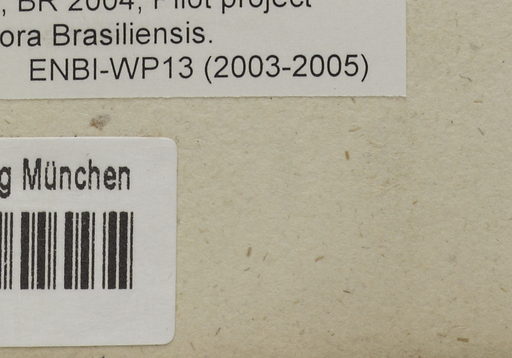 , BR 2004, Pilot project
ora Brasiliensis.
ENBI-WP13 (2003-2005)
g München